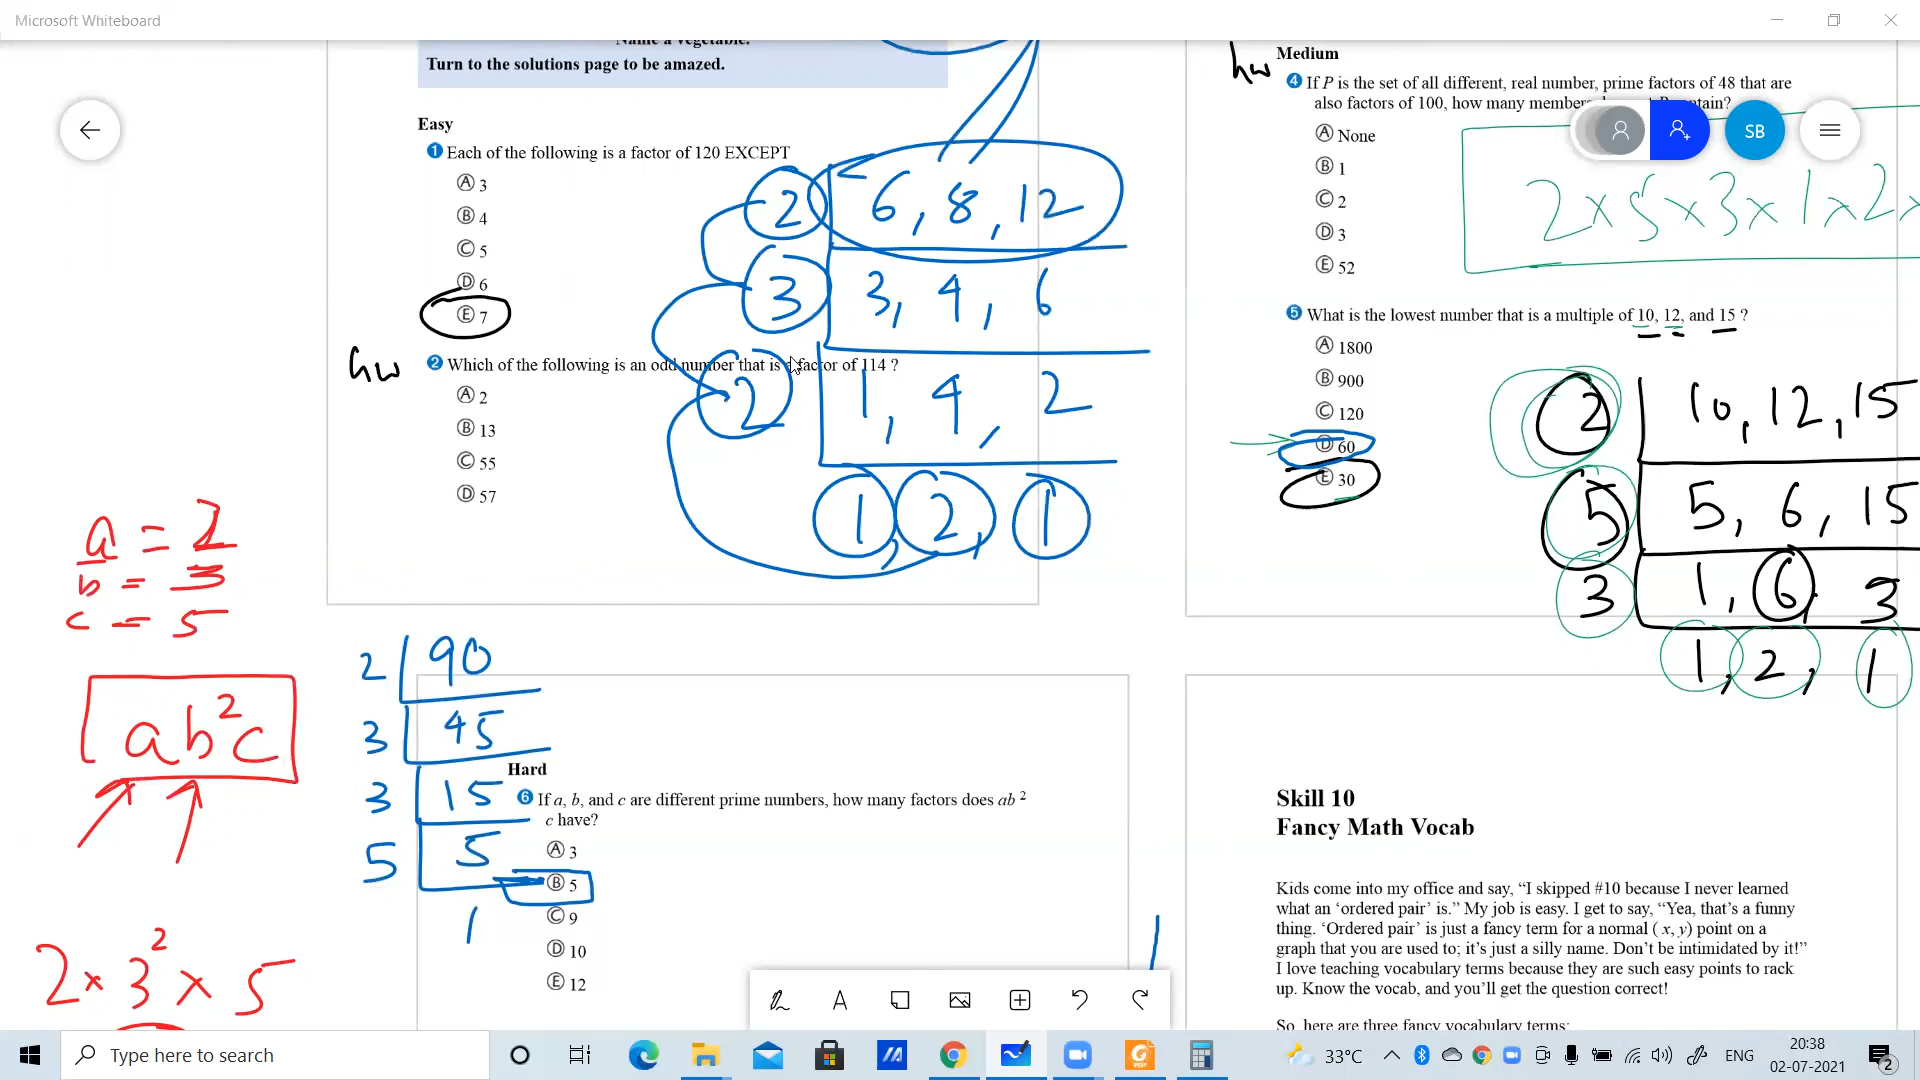 Microsoft Whiteboard
Name a vegetable.
Turn to the solutions page to be amazed.
Easy
1 Each of the following is a factor of 120 EXCEPT
A 3
B 4
C 5
D 6
E 7
hw
2 Which of the following is an odd number that is a factor of 114 ?
A 2
B 13
C 55
D 57
2 6, 8, 12
3 3, 4, 6
2 1, 4, 2
1, 2, 1
hw
Medium
4 If P is the set of all different, real number, prime factors of 48 that are
also factors of 100, how many members
A None
B 1
C 2
D 3
E 52
SB
2 x 5 x 3 x 1 x 2 x
5 What is the lowest number that is a multiple of 10, 12, and 15 ?
A 1800
B 900
C 120
D 60
E 30
2 10, 12, 15
5 5, 6, 15
3 1, 6, 3
1, 2, 1
a = 2
b = 3
c = 5
ab²c
2 x 3² x 5
2 90
3 45
3 15
5 5
1
Hard
6 If a, b, and c are different prime numbers, how many factors does ab 2
c have?
A 3
B 5
C 9
D 10
E 12
Skill 10
Fancy Math Vocab
Kids come into my office and say, “I skipped #10 because I never learned
what an ‘ordered pair’ is.” My job is easy. I get to say, “Yea, that’s a funny
thing. ‘Ordered pair’ is just a fancy term for a normal ( x, y) point on a
graph that you are used to; it’s just a silly name. Don’t be intimidated by it!”
I love teaching vocabulary terms because they are such easy points to rack
up. Know the vocab, and you’ll get the question correct!
So, here are three fancy vocabulary terms:
Type here to search
33°C
ENG
20:38
02-07-2021
2